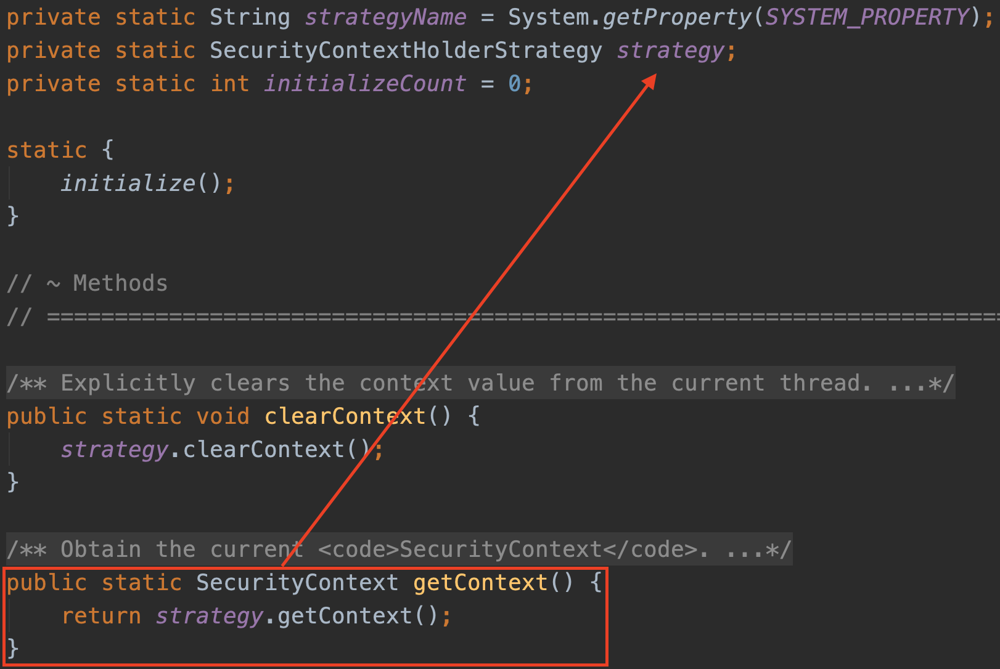 private static String strategyName = System.getProperty(SYSTEM_PROPERTY);
private static SecurityContextHolderStrategy strategy;
private static int initializeCount = 0;
static {
initialize();
}
// ~ Methods
// =======================================================================
/** Explicitly clears the context value from the current thread. ...*/
public static void clearContext() {
strategy.clearContext();
}
/** Obtain the current <code>SecurityContext</code>. ...*/
public static SecurityContext getContext() {
return strategy.getContext();
}